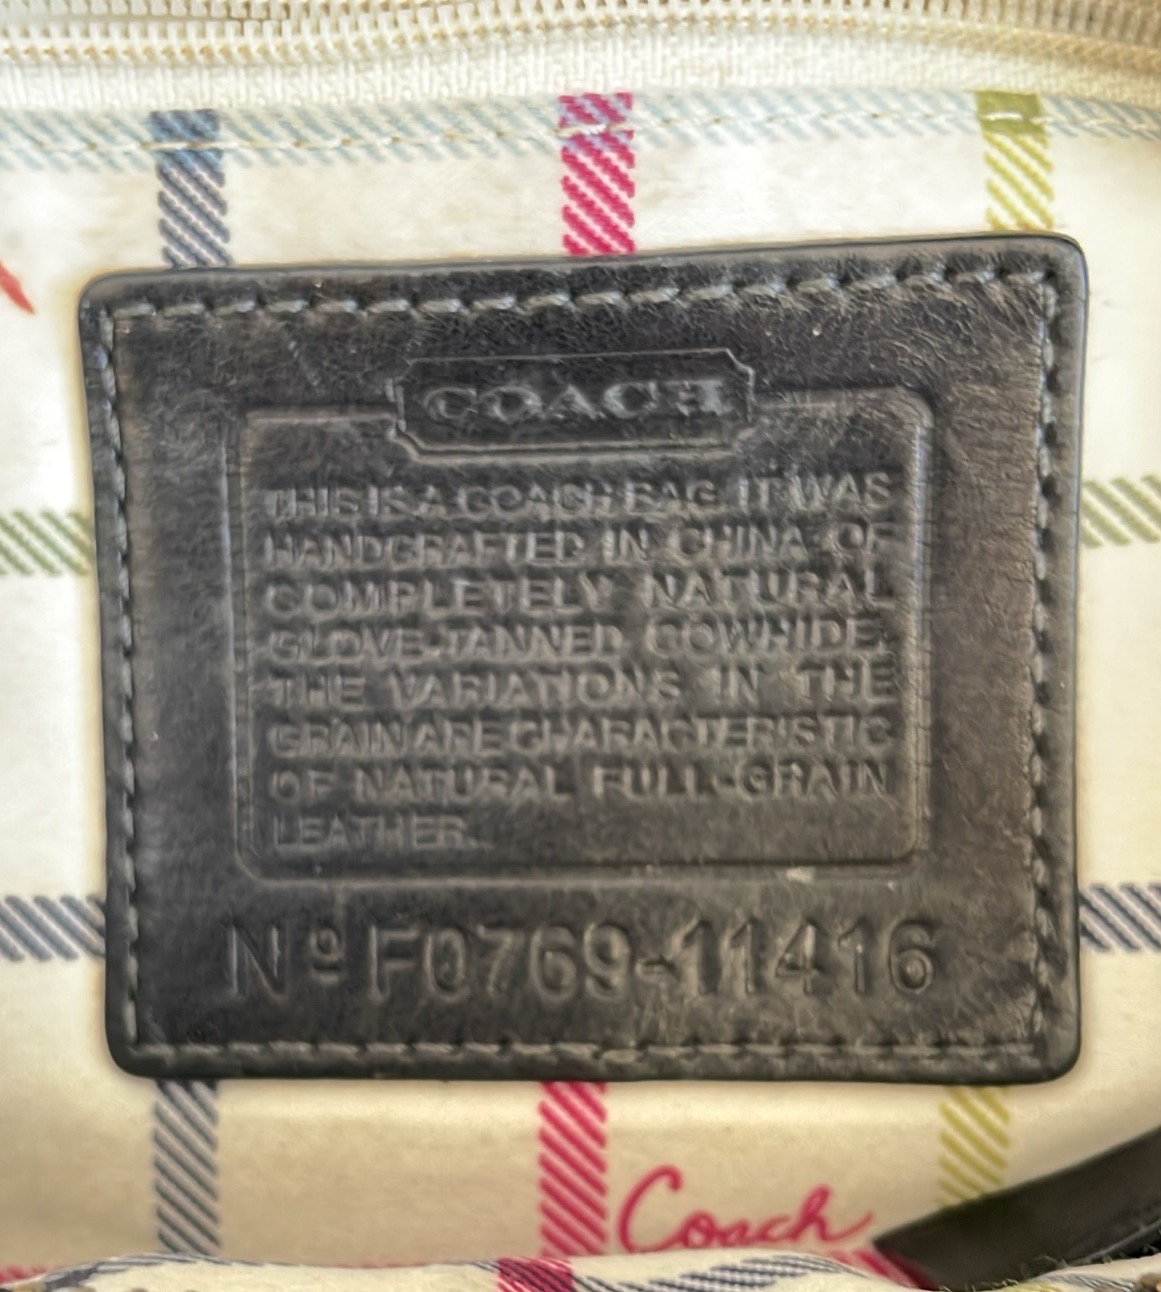 COACH
THIS IS A COACH BAG. IT WAS
HANDCRAFTED IN CHINA OF
COMPLETELY NATURAL
GLOVE-TANNED COWHIDE.
THE VARIATIONS IN THE
GRAIN ARE CHARACTERISTIC
OF NATURAL FULL-GRAIN
LEATHER.
Nº F0769-11416
Coach